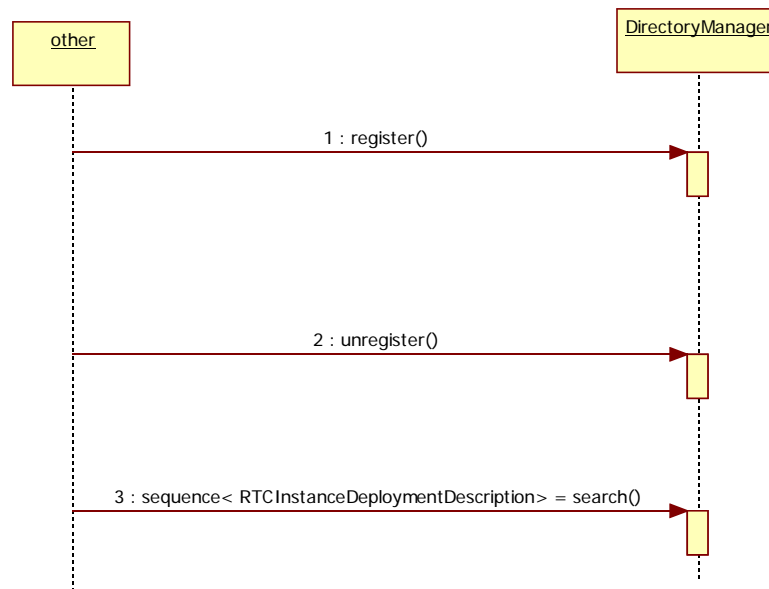 other
DirectoryManager
1 : register()
2 : unregister()
3 : sequence< RTCInstanceDeploymentDescription> = search()